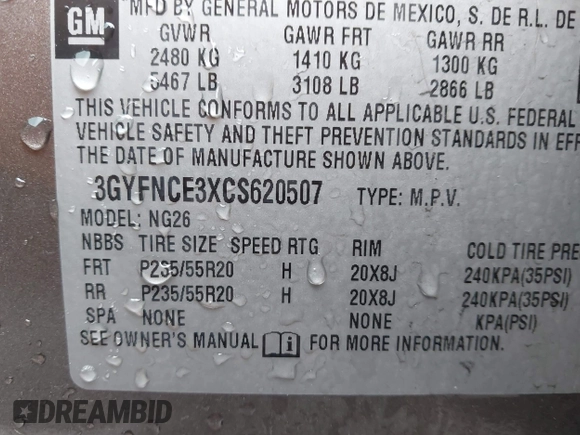 GM
MFD BY GENERAL MOTORS DE MEXICO, S. DE R.L. DE
GVWR GAWR FRT GAWR RR
2480 KG 1410 KG 1300 KG
5467 LB 3108 LB 2866 LB
THIS VEHICLE CONFORMS TO ALL APPLICABLE U.S. FEDERAL
VEHICLE SAFETY AND THEFT PREVENTION STANDARDS IN EFF
THE DATE OF MANUFACTURE SHOWN ABOVE.
3GYFNCE3XCS620507 TYPE: M.P.V.
MODEL: NG26
NBBS TIRE SIZE SPEED RTG RIM COLD TIRE PRE
FRT P235/55R20 H 20X8J 240KPA(35PSI)
RR P235/55R20 H 20X8J 240KPA(35PSI)
SPA NONE NONE KPA(PSI)
SEE OWNER'S MANUAL i FOR MORE INFORMATION.
DREAMBID